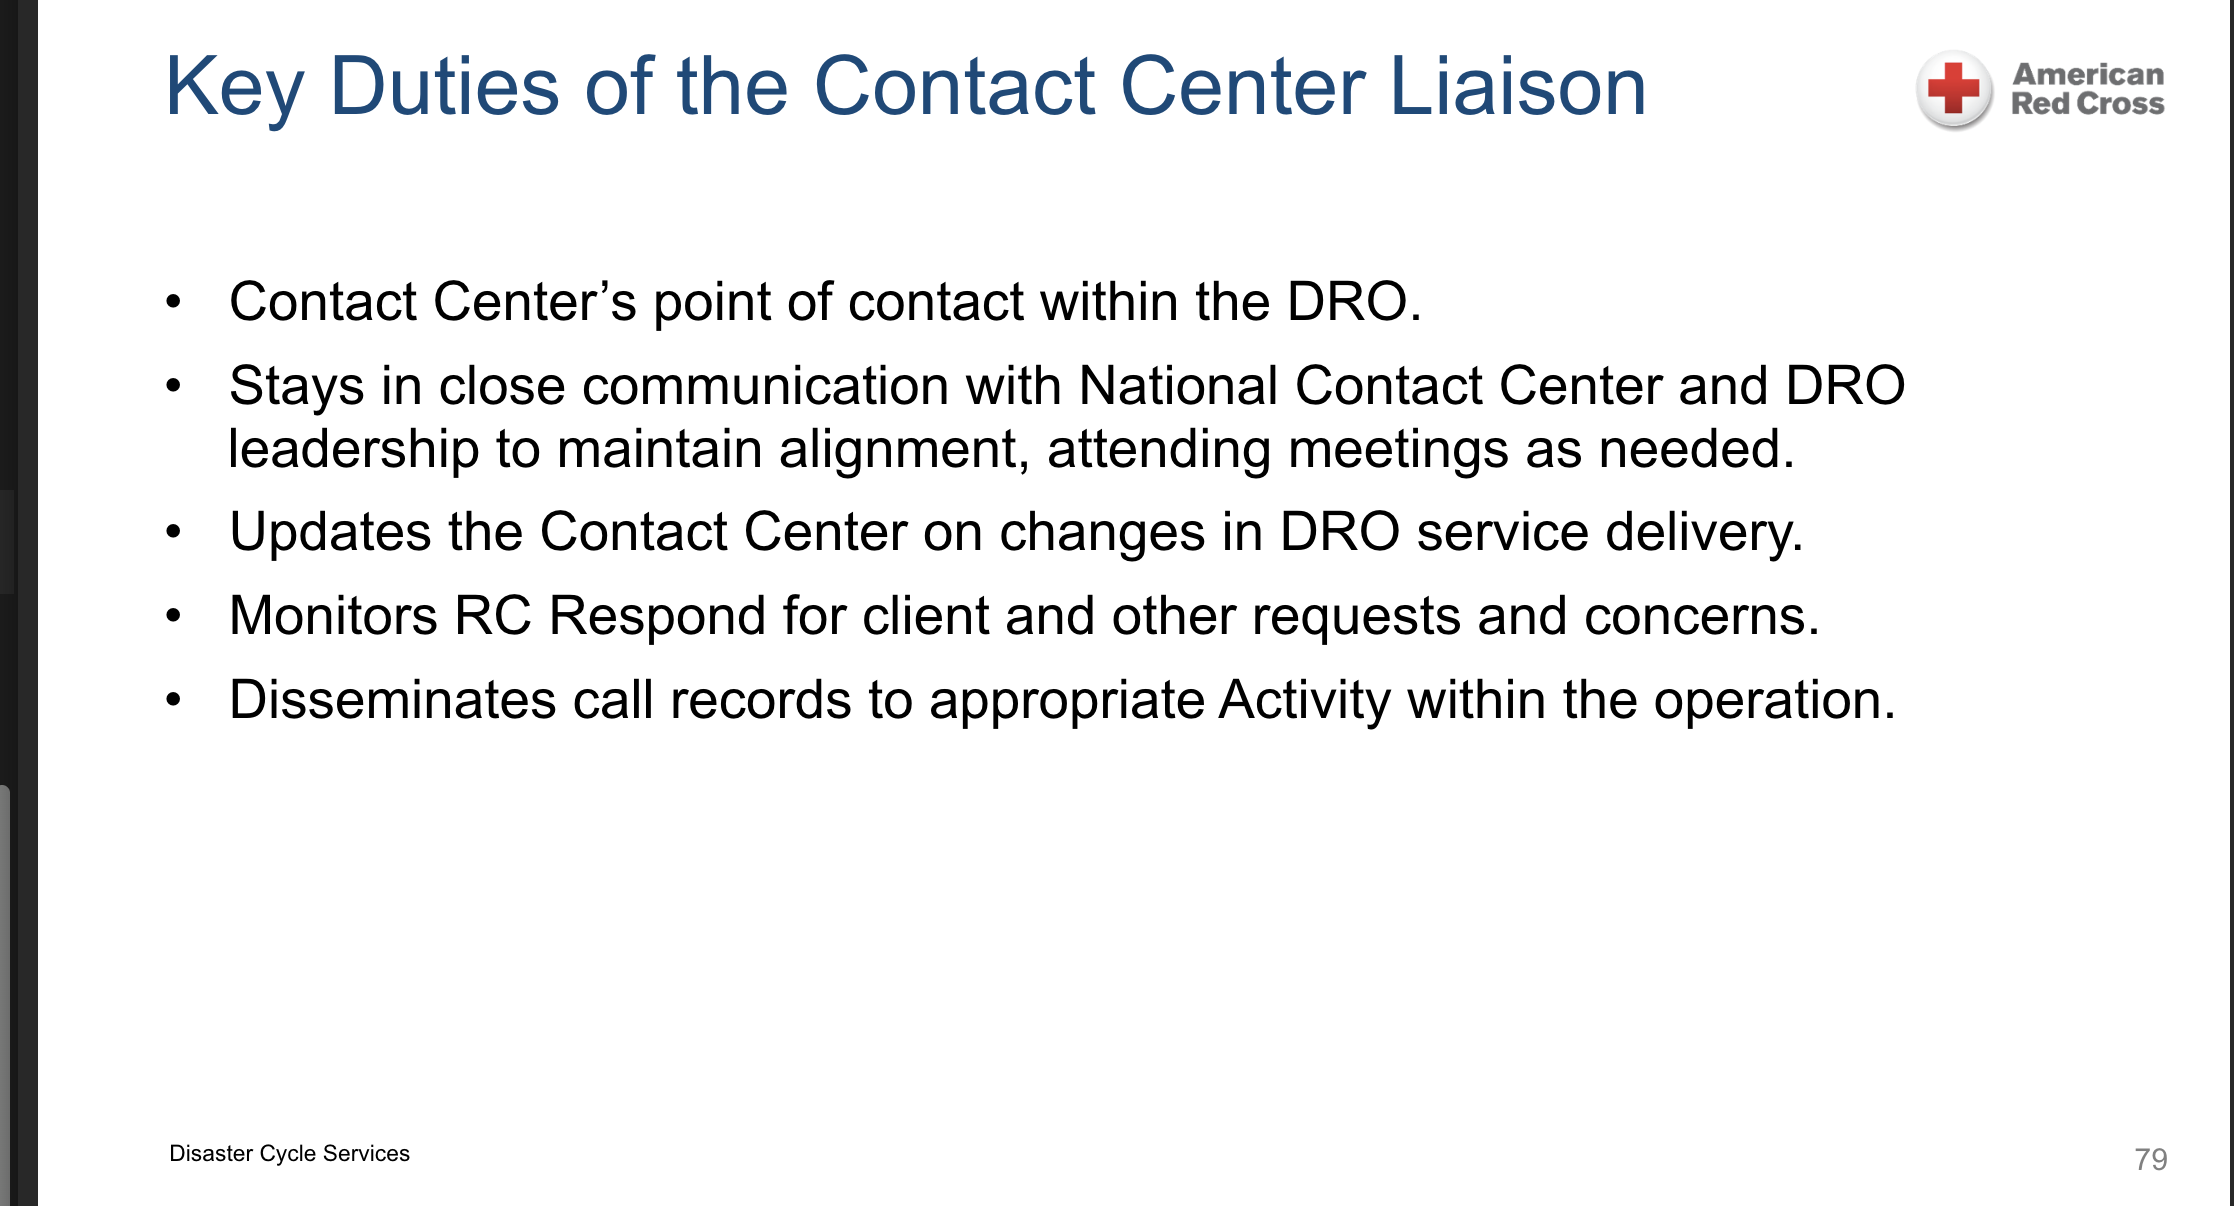 Key Duties of the Contact Center Liaison
American
Red Cross
• Contact Center’s point of contact within the DRO.
• Stays in close communication with National Contact Center and DRO
leadership to maintain alignment, attending meetings as needed.
• Updates the Contact Center on changes in DRO service delivery.
• Monitors RC Respond for client and other requests and concerns.
• Disseminates call records to appropriate Activity within the operation.
Disaster Cycle Services
79